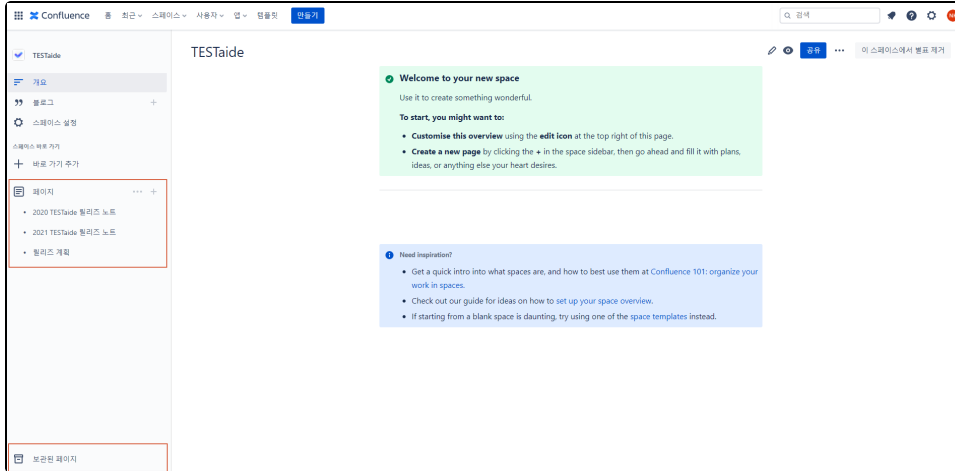 Confluence 홈 최근 스페이스 사용자 앱 템플릿 만들기 검색
TESTaide
개요
블로그
스페이스 설정
스페이스 바로 가기
바로 가기 추가
페이지
2020 TESTaide 릴리즈 노트
2021 TESTaide 릴리즈 노트
릴리즈 계획
보관된 페이지
TESTaide
공유 이 스페이스에서 별표 제거
Welcome to your new space
Use it to create something wonderful.
To start, you might want to:
• Customise this overview using the edit icon at the top right of this page.
• Create a new page by clicking the + in the space sidebar, then go ahead and fill it with plans,
ideas, or anything else your heart desires.
Need inspiration?
• Get a quick intro into what spaces are, and how to best use them at Confluence 101: organize your
work in spaces.
• Check out our guide for ideas on how to set up your space overview.
• If starting from a blank space is daunting, try using one of the space templates instead.